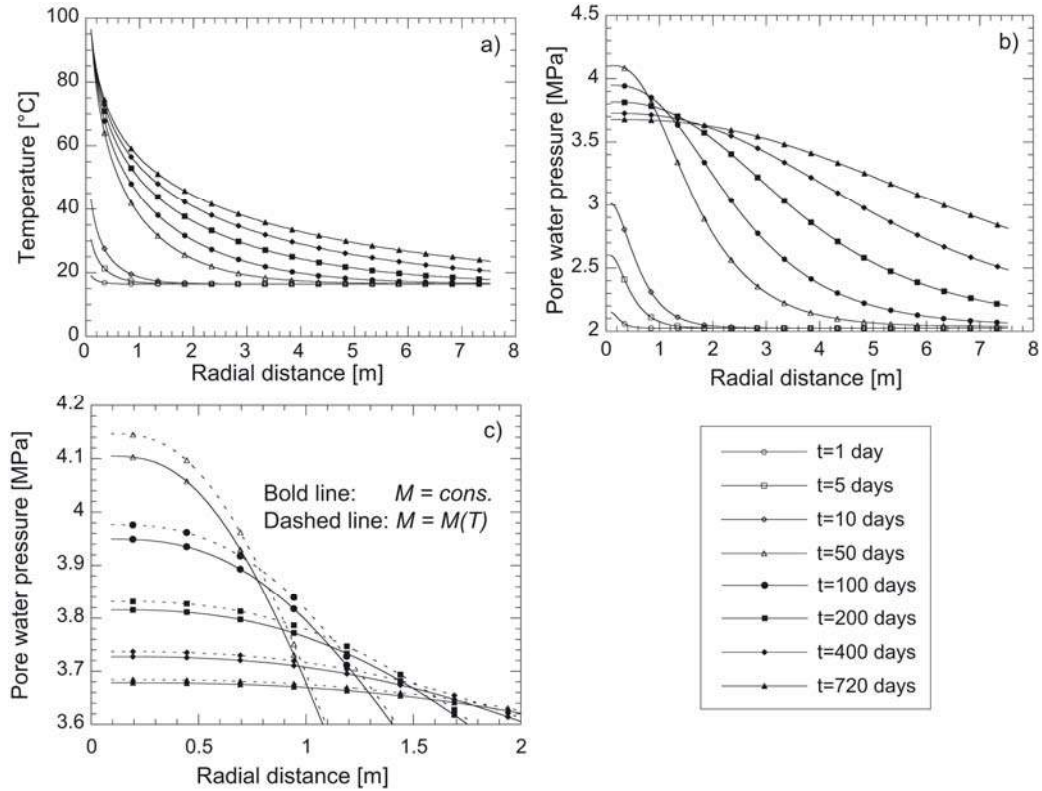 a)
Temperature [°C]
100
80
60
40
20
0
0 1 2 3 4 5 6 7 8
Radial distance [m]
b)
Pore water pressure [MPa]
4.5
4
3.5
3
2.5
2
0 1 2 3 4 5 6 7 8
Radial distance [m]
c)
Pore water pressure [MPa]
4.2
4.1
4
3.9
3.8
3.7
3.6
Bold line: M = cons.
Dashed line: M = M(T)
0 0.5 1 1.5 2
Radial distance [m]
t=1 day
t=5 days
t=10 days
t=50 days
t=100 days
t=200 days
t=400 days
t=720 days